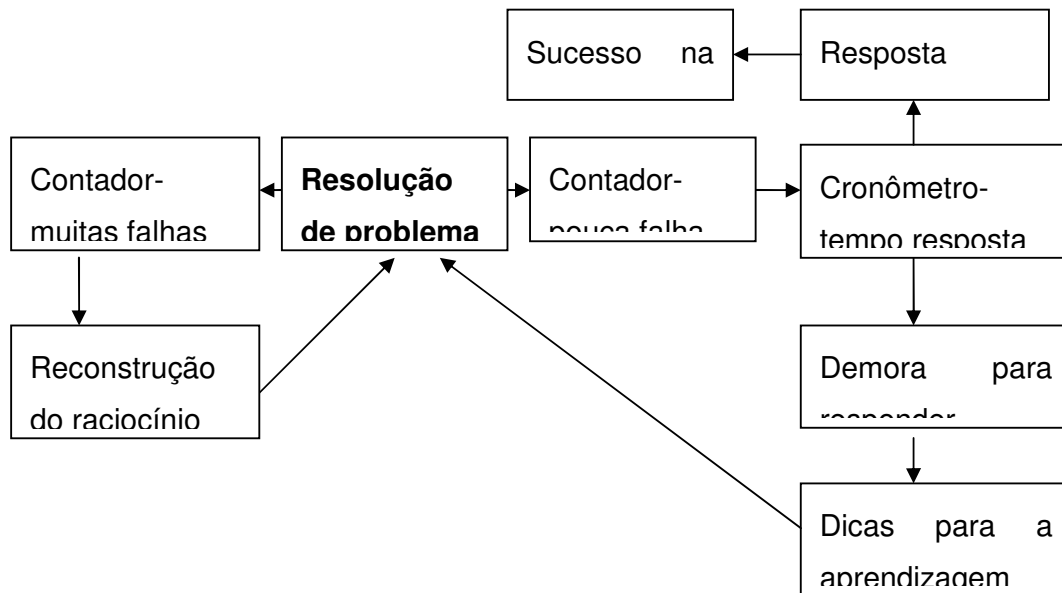 Sucesso na
Resposta
Contador-
muitas falhas
Resolução
de problema
Contador-
pouca falha
Cronômetro-
tempo resposta
Reconstrução
do raciocínio
Demora para
responder
Dicas para a
aprendizagem